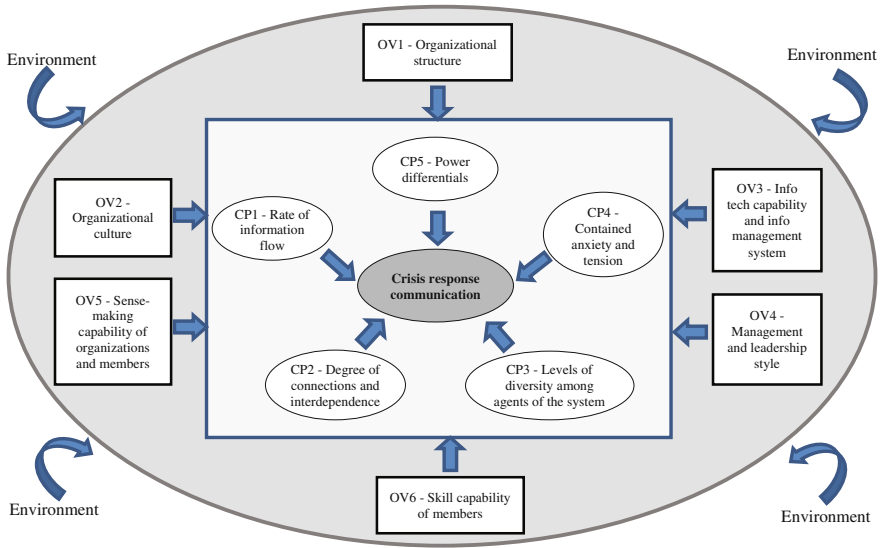 OV1 - Organizational
structure
Environment
Environment
CP5 - Power
differentials
OV2 -
Organizational
culture
CP1 - Rate of
information
flow
CP4 -
Contained
anxiety and
tension
OV3 - Info
tech capability
and info
management
system
Crisis response
communication
OV5 - Sense-
making
capability of
organizations
and members
OV4 -
Management
and leadership
style
CP2 - Degree of
connections and
interdependence
CP3 - Levels of
diversity among
agents of the system
OV6 - Skill capability
of members
Environment
Environment